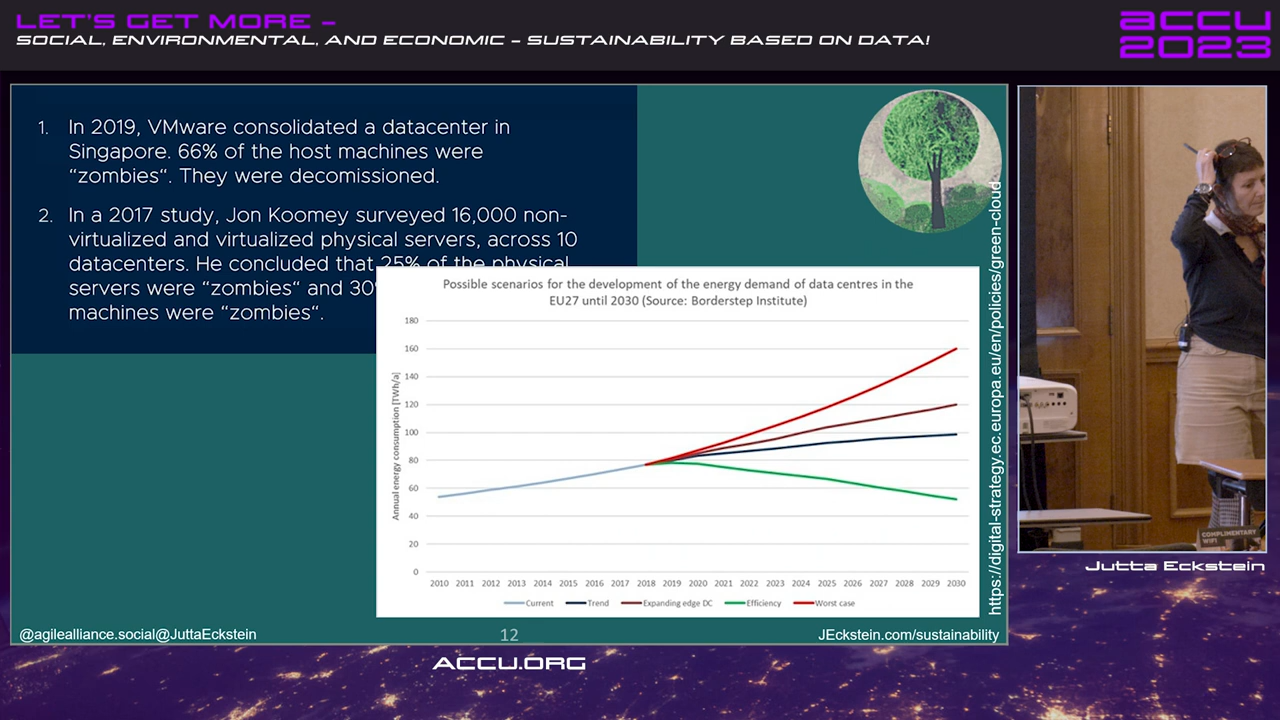 LET'S GET MORE –
SOCIAL, ENVIRONMENTAL, AND ECONOMIC – SUSTAINABILITY BASED ON DATA!
ACCU
2023
1. In 2019, VMware consolidated a datacenter in
Singapore. 66% of the host machines were
“zombies“. They were decomissioned.
2. In a 2017 study, Jon Koomey surveyed 16,000 non-
virtualized and virtualized physical servers, across 10
datacenters. He concluded that 25% of the physical
servers were “zombies“ and 30%
machines were “zombies“.
Possible scenarios for the development of the energy demand of data centres in the
EU27 until 2030 (Source: Borderstep Institute)
Annual energy consumption [TWh/a]
180
160
140
120
100
80
60
40
20
0
2010 2011 2012 2013 2014 2015 2016 2017 2018 2019 2020 2021 2022 2023 2024 2025 2026 2027 2028 2029 2030
Current Trend Expanding edge DC Efficiency Worst case
https://digital-strategy.ec.europa.eu/en/policies/green-cloud
@agilealliance.social@JuttaEckstein
12
JEckstein.com/sustainability
COMPLIMENTARY
WIFI
Jutta Eckstein
ACCU.ORG